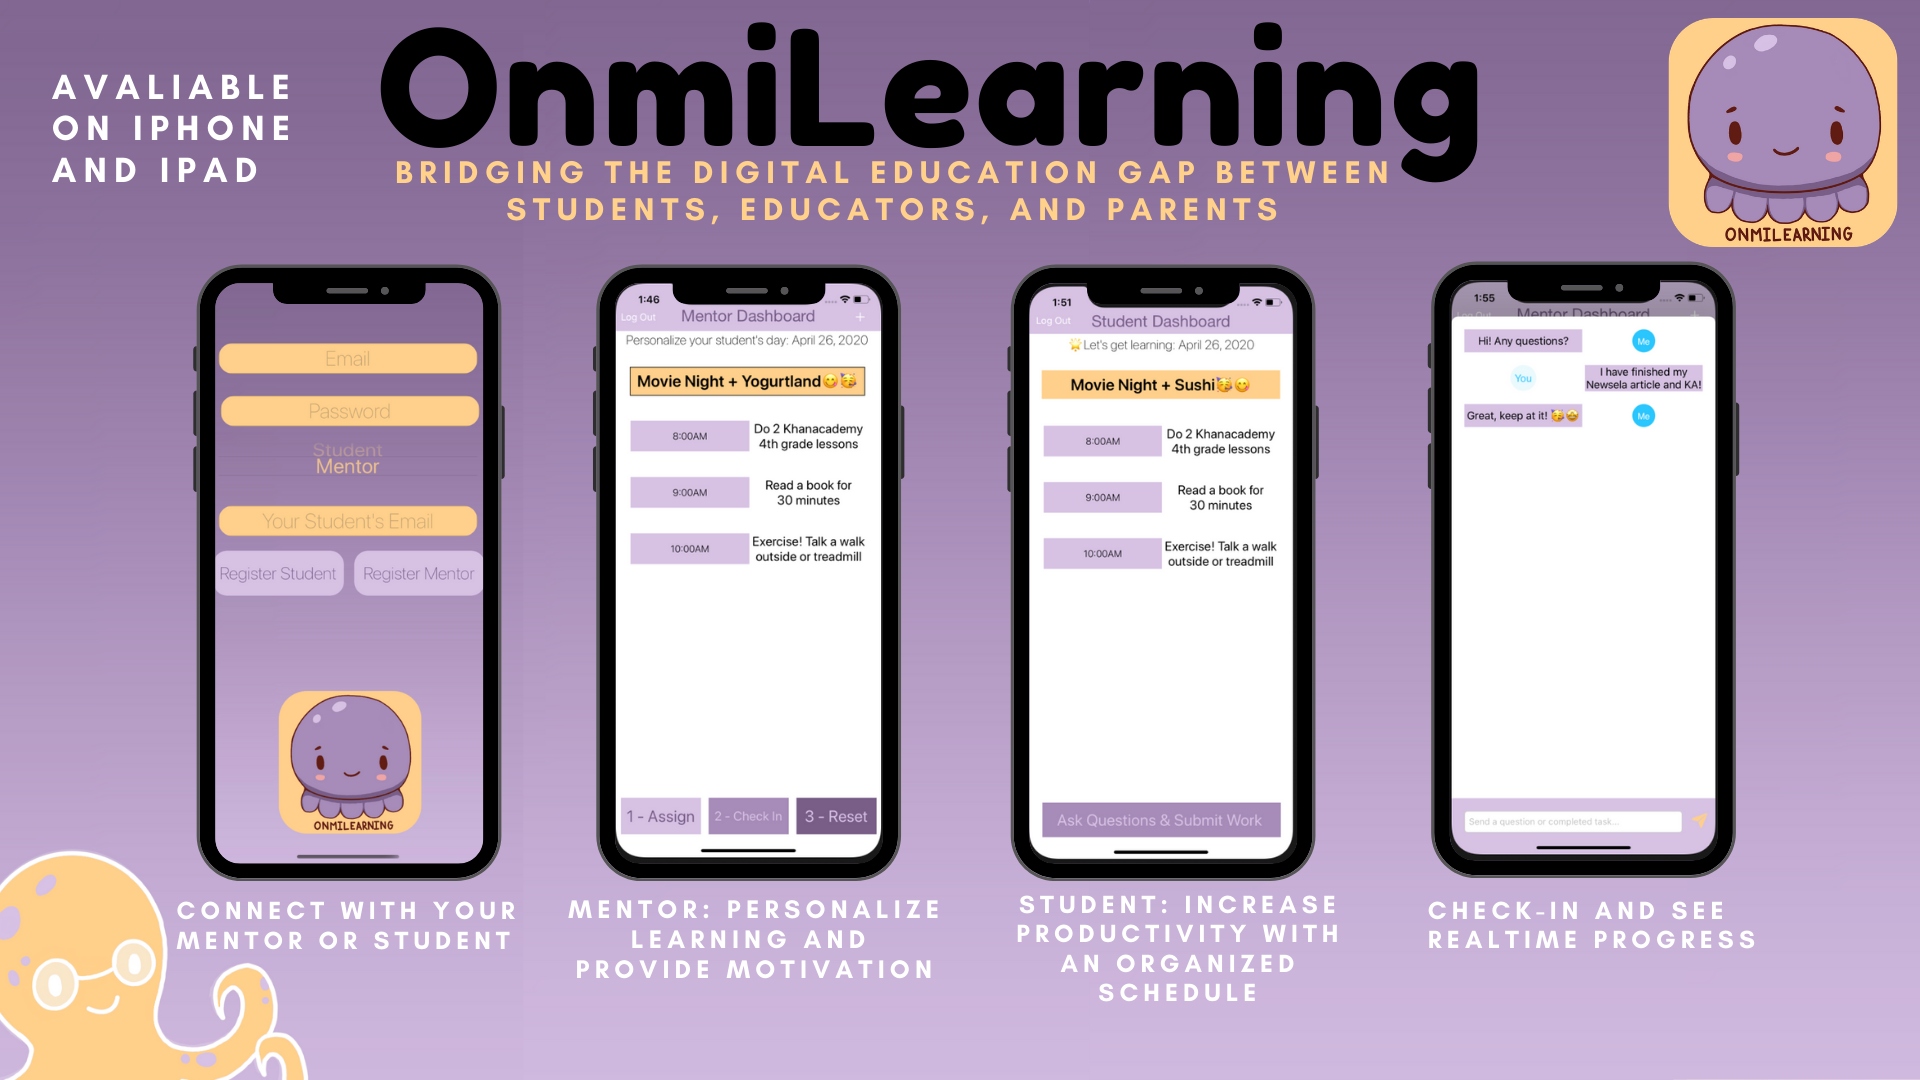 AVALIABLE
ON IPHONE
AND IPAD
OnmiLearning
BRIDGING THE DIGITAL EDUCATION GAP BETWEEN
STUDENTS, EDUCATORS, AND PARENTS
ONMILEARNING
Email
Password
Student
Mentor
Your Student's Email
Register Student
Register Mentor
ONMILEARNING
CONNECT WITH YOUR
MENTOR OR STUDENT
1:46
Log Out
Mentor Dashboard
+
Personalize your student's day: April 26, 2020
Movie Night + Yogurtland😋🥳
8:00AM
Do 2 Khanacademy
4th grade lessons
9:00AM
Read a book for
30 minutes
10:00AM
Exercise! Talk a walk
outside or treadmill
1 - Assign
2 - Check In
3 - Reset
MENTOR: PERSONALIZE
LEARNING AND
PROVIDE MOTIVATION
1:51
Log Out
Student Dashboard
🌟Let's get learning: April 26, 2020
Movie Night + Sushi🥳😋
8:00AM
Do 2 Khanacademy
4th grade lessons
9:00AM
Read a book for
30 minutes
10:00AM
Exercise! Talk a walk
outside or treadmill
Ask Questions & Submit Work
STUDENT: INCREASE
PRODUCTIVITY WITH
AN ORGANIZED
SCHEDULE
1:55
Log Out
Mentor Dashboard
+
Hi! Any questions?
Me
You
I have finished my
Newsela article and KA!
Great, keep at it! 🥳🤩
Me
Send a question or completed task...
CHECK-IN AND SEE
REALTIME PROGRESS